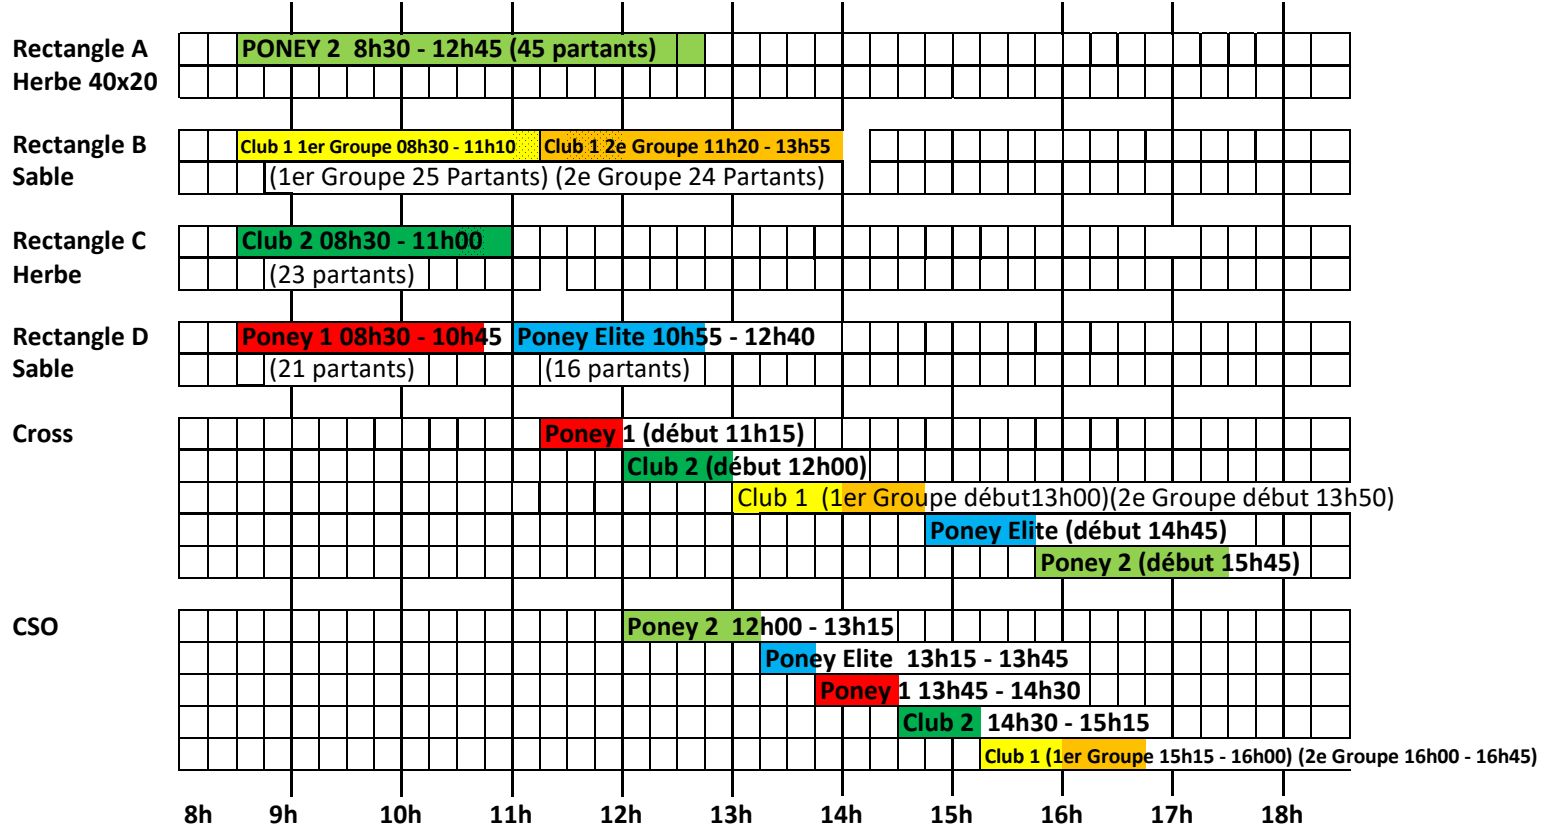 Rectangle A PONEY 2 8h30 - 12h45 (45 partants)
Herbe 40x20
Rectangle B Club 1 1er Groupe 08h30 - 11h10 Club 1 2e Groupe 11h20 - 13h55
Sable (1er Groupe 25 Partants) (2e Groupe 24 Partants)
Rectangle C Club 2 08h30 - 11h00
Herbe (23 partants)
Rectangle D Poney 1 08h30 - 10h45 Poney Elite 10h55 - 12h40
Sable (21 partants) (16 partants)
Cross Poney 1 (début 11h15)
Club 2 (début 12h00)
Club 1 (1er Groupe début13h00)(2e Groupe début 13h50)
Poney Elite (début 14h45)
Poney 2 (début 15h45)
CSO Poney 2 12h00 - 13h15
Poney Elite 13h15 - 13h45
Poney 1 13h45 - 14h30
Club 2 14h30 - 15h15
Club 1 (1er Groupe 15h15 - 16h00) (2e Groupe 16h00 - 16h45)
8h 9h 10h 11h 12h 13h 14h 15h 16h 17h 18h